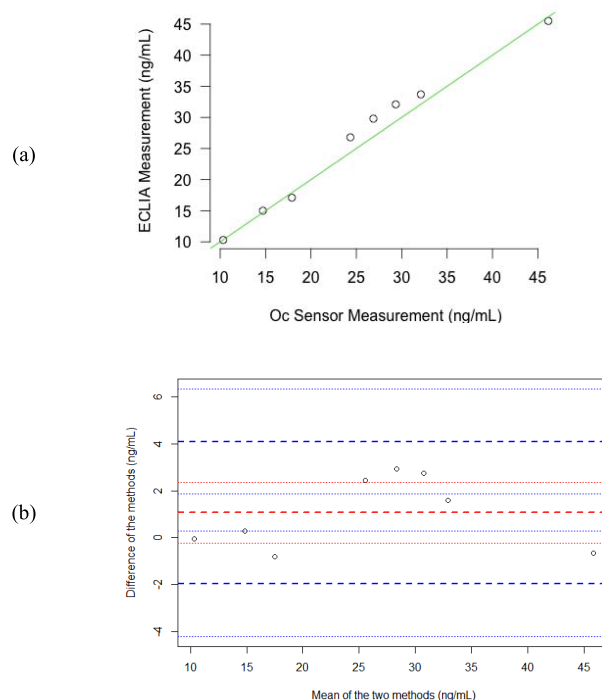 (a)
ECLIA Measurement (ng/mL)
45
40
35
30
25
20
15
10
10 15 20 25 30 35 40 45
Oc Sensor Measurement (ng/mL)
(b)
Difference of the methods (ng/mL)
6
4
2
0
-2
-4
10 15 20 25 30 35 40 45
Mean of the two methods (ng/mL)